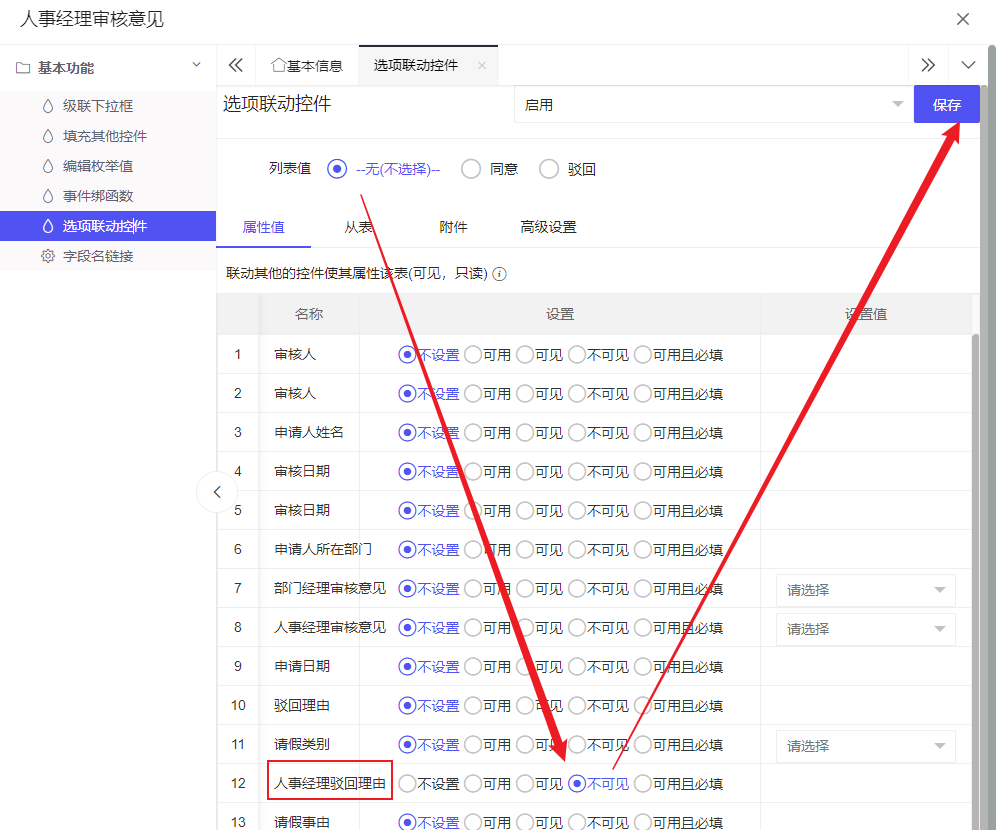 人事经理审核意见
基本功能
级联下拉框
填充其他控件
编辑枚举值
事件绑函数
选项联动控件
字段名链接
基本信息 选项联动控件
选项联动控件 启用 保存
列表值 --无(不选择)-- 同意 驳回
属性值 从表 附件 高级设置
联动其他的控件使其属性该表(可见，只读)
名称 设置 设置值
1 审核人 不设置 可用 可见 不可见 可用且必填
2 审核人 不设置 可用 可见 不可见 可用且必填
3 申请人姓名 不设置 可用 可见 不可见 可用且必填
4 审核日期 不设置 可用 可见 不可见 可用且必填
5 审核日期 不设置 可用 可见 不可见 可用且必填
6 申请人所在部门 不设置 可用 可见 不可见 可用且必填
7 部门经理审核意见 不设置 可用 可见 不可见 可用且必填 请选择
8 人事经理审核意见 不设置 可用 可见 不可见 可用且必填 请选择
9 申请日期 不设置 可用 可见 不可见 可用且必填
10 驳回理由 不设置 可用 可见 不可见 可用且必填
11 请假类别 不设置 可用 可见 不可见 可用且必填 请选择
12 人事经理驳回理由 不设置 可用 可见 不可见 可用且必填
13 请假事由 不设置 可用 可见 不可见 可用且必填